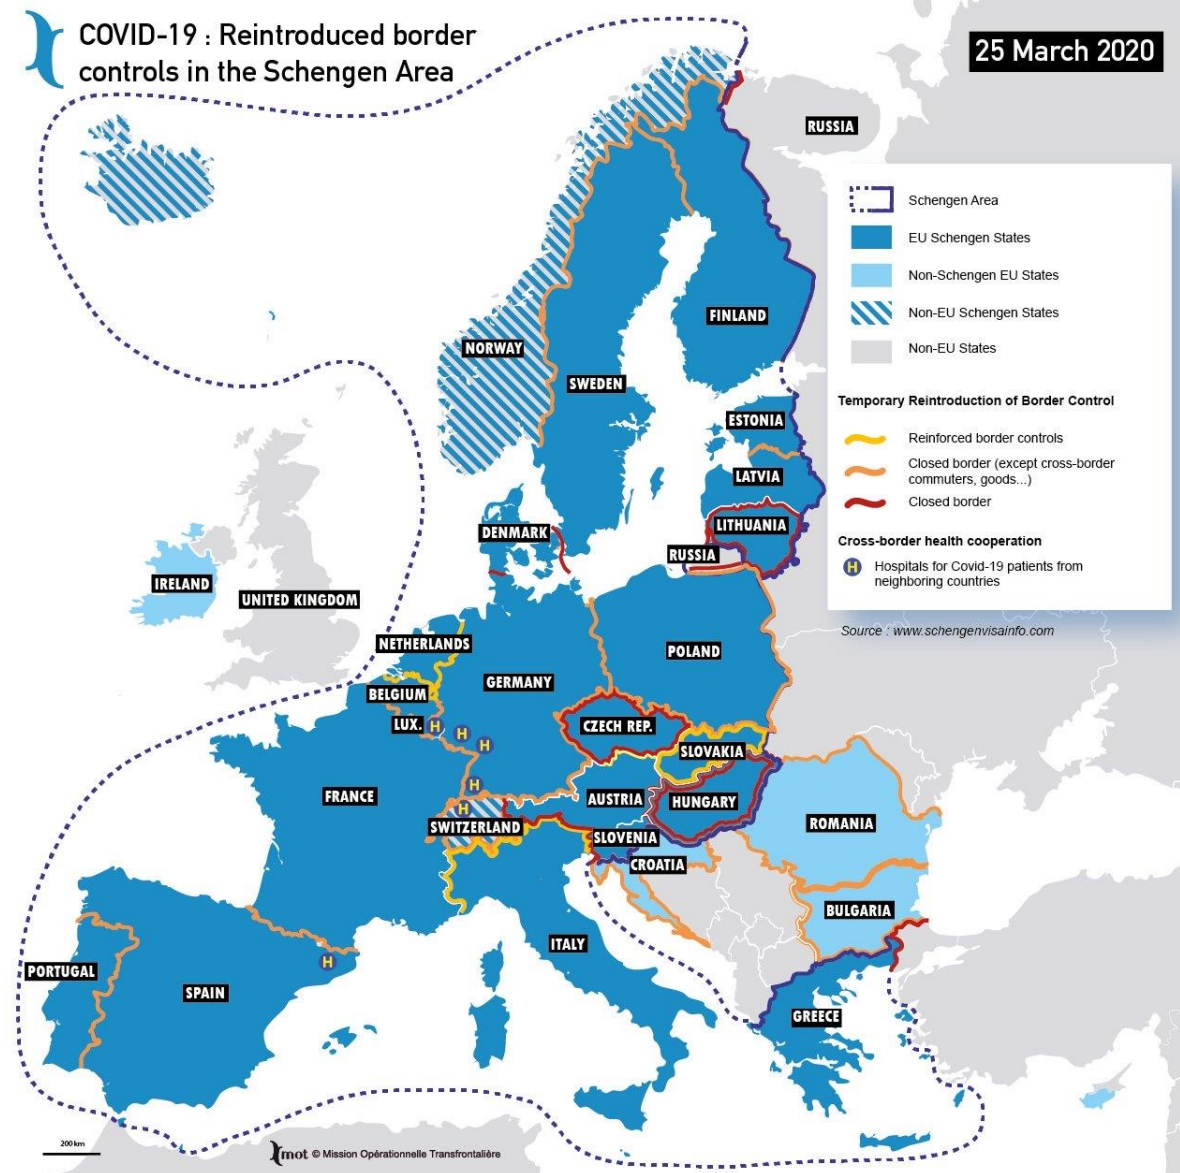 COVID-19 : Reintroduced border
controls in the Schengen Area
25 March 2020
RUSSIA
Schengen Area
EU Schengen States
Non-Schengen EU States
Non-EU Schengen States
Non-EU States
Temporary Reintroduction of Border Control
Reinforced border controls
Closed border (except cross-border
commuters, goods...)
Closed border
Cross-border health cooperation
H
Hospitals for Covid-19 patients from
neighboring countries
Source : www.schengenvisainfo.com
FINLAND
NORWAY
SWEDEN
ESTONIA
LATVIA
LITHUANIA
DENMARK
RUSSIA
IRELAND
UNITED KINGDOM
NETHERLANDS
POLAND
GERMANY
BELGIUM
LUX.
H
H
H
CZECH REP.
SLOVAKIA
H
FRANCE
AUSTRIA
HUNGARY
H
SWITZERLAND
SLOVENIA
ROMANIA
CROATIA
BULGARIA
ITALY
H
PORTUGAL
SPAIN
GREECE
200 km
mot © Mission Opérationnelle Transfrontalière